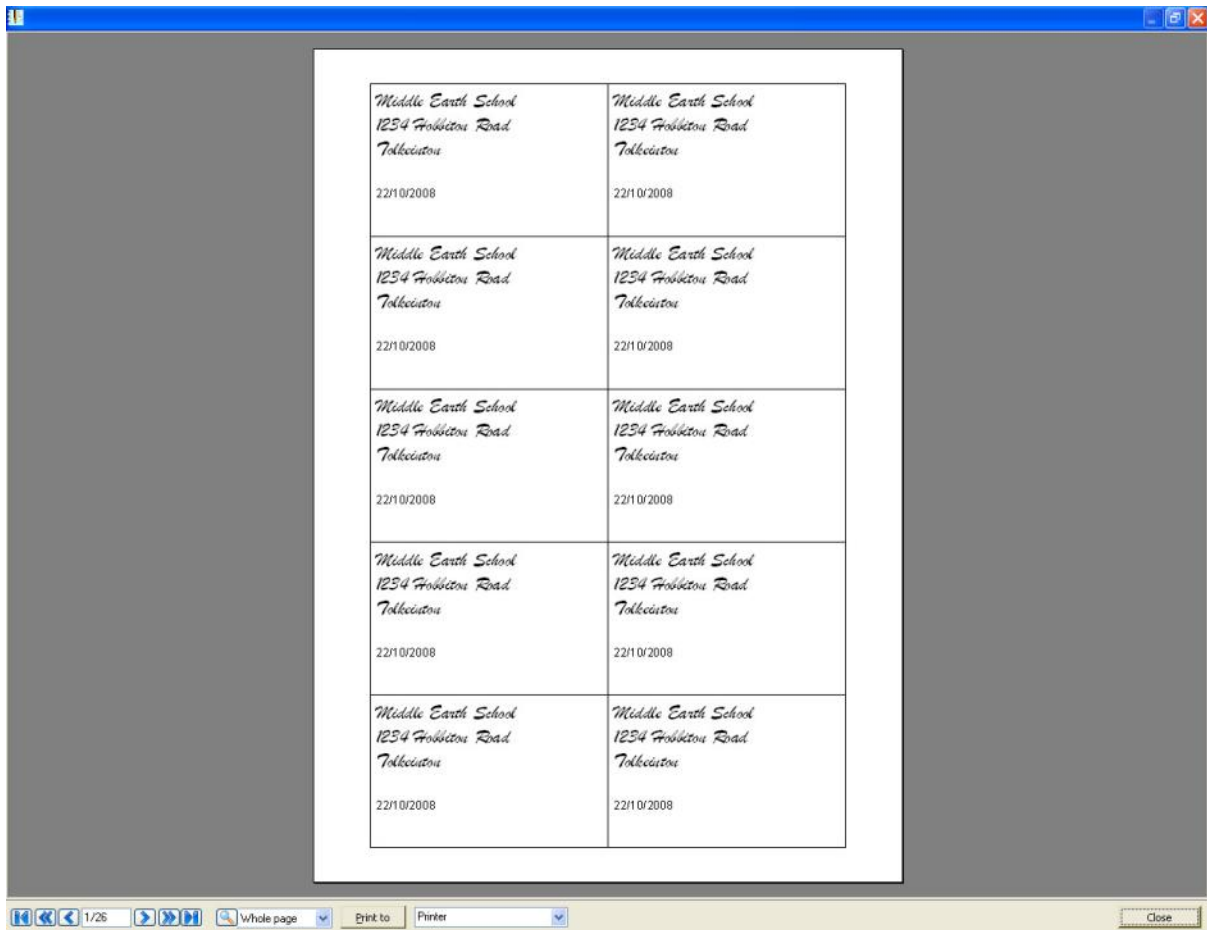 Middle Earth School Middle Earth School
1234 Hobbiton Road 1234 Hobbiton Road
Tolkeinton Tolkeinton
22/10/2008 22/10/2008
Middle Earth School Middle Earth School
1234 Hobbiton Road 1234 Hobbiton Road
Tolkeinton Tolkeinton
22/10/2008 22/10/2008
Middle Earth School Middle Earth School
1234 Hobbiton Road 1234 Hobbiton Road
Tolkeinton Tolkeinton
22/10/2008 22/10/2008
Middle Earth School Middle Earth School
1234 Hobbiton Road 1234 Hobbiton Road
Tolkeinton Tolkeinton
22/10/2008 22/10/2008
Middle Earth School Middle Earth School
1234 Hobbiton Road 1234 Hobbiton Road
Tolkeinton Tolkeinton
22/10/2008 22/10/2008
1/26 Whole page Print to Printer Close